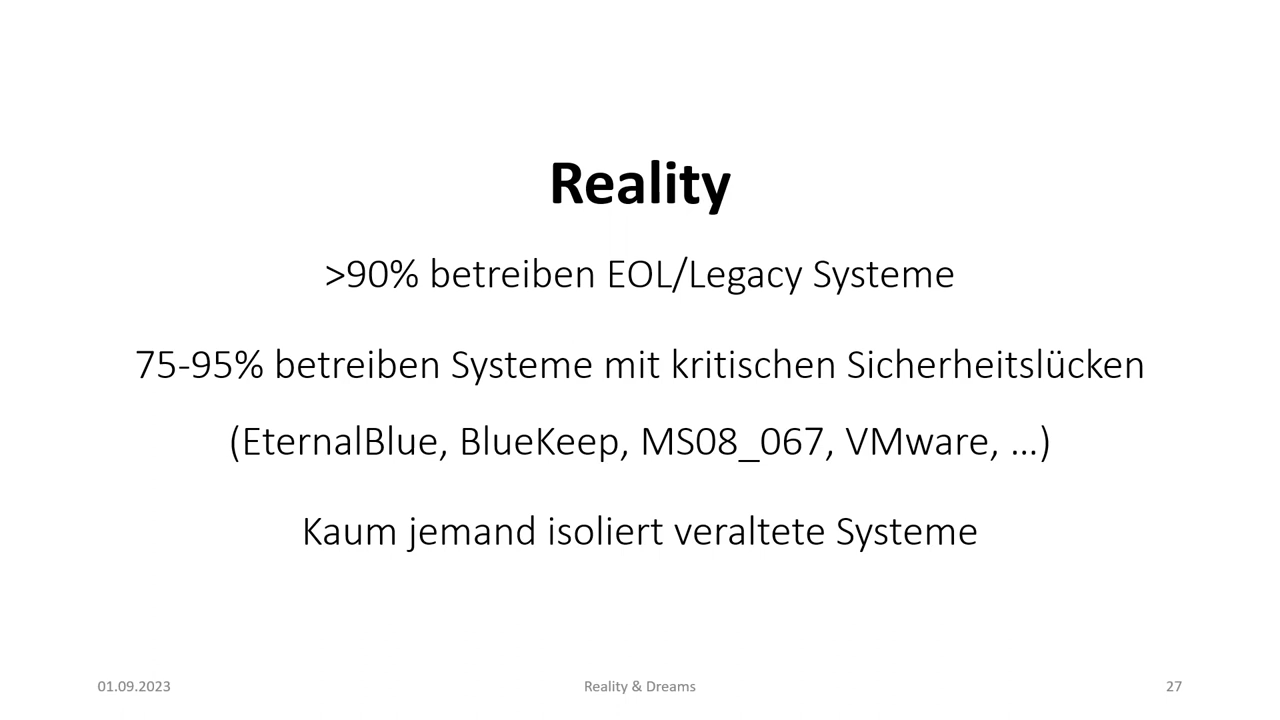 Reality
>90% betreiben EOL/Legacy Systeme
75-95% betreiben Systeme mit kritischen Sicherheitslücken
(EternalBlue, BlueKeep, MS08_067, VMware, ...)
Kaum jemand isoliert veraltete Systeme
01.09.2023
Reality & Dreams
27